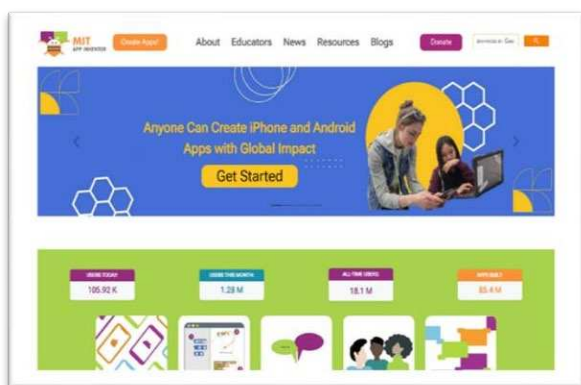 MIT
APP INVENTOR
Create Apps!
About Educators News Resources Blogs
Donate
Anyone Can Create iPhone and Android
Apps with Global Impact
Get Started
USERS TODAY
105.92 K
USERS THIS MONTH
1.28 M
ALL-TIME USERS
18.1 M
APPS BUILT
85.4 M